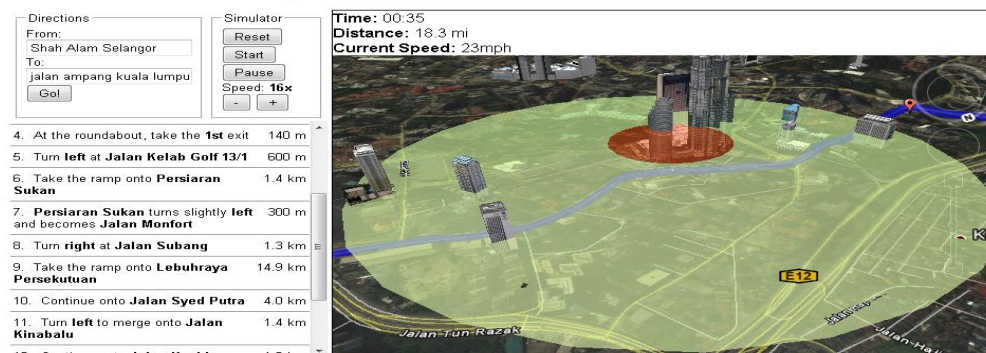 Directions
From:
Shah Alam Selangor
To:
jalan ampang kuala lumpu
Go!
Simulator
Reset
Start
Pause
Speed: 16x
- +
4. At the roundabout, take the 1st exit 140 m
5. Turn left at Jalan Kelab Golf 13/1 600 m
6. Take the ramp onto Persiaran 1.4 km
Sukan
7. Persiaran Sukan turns slightly left 300 m
and becomes Jalan Monfort
8. Turn right at Jalan Subang 1.3 km
9. Take the ramp onto Lebuhraya 14.9 km
Persekutuan
10. Continue onto Jalan Syed Putra 4.0 km
11. Turn left to merge onto Jalan 1.4 km
Kinabalu
Time: 00:35
Distance: 18.3 mi
Current Speed: 23mph
N
K
E12
Jalan Tun Razak